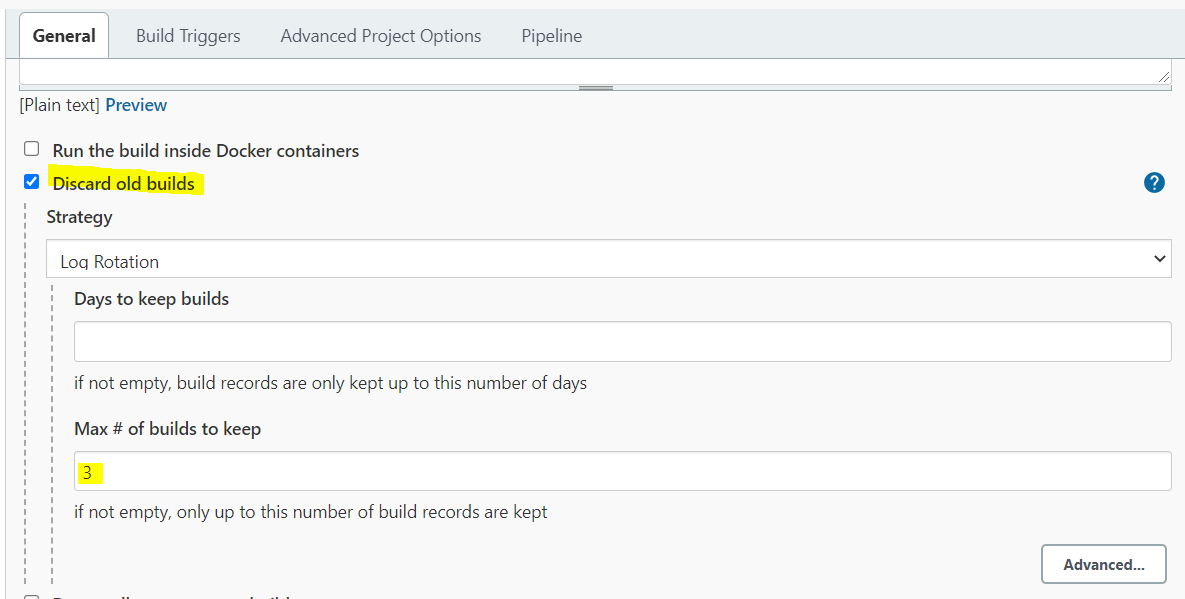 General Build Triggers Advanced Project Options Pipeline
[Plain text] Preview
Run the build inside Docker containers
Discard old builds
?
Strategy
Log Rotation
Days to keep builds
if not empty, build records are only kept up to this number of days
Max # of builds to keep
3
if not empty, only up to this number of build records are kept
Advanced...